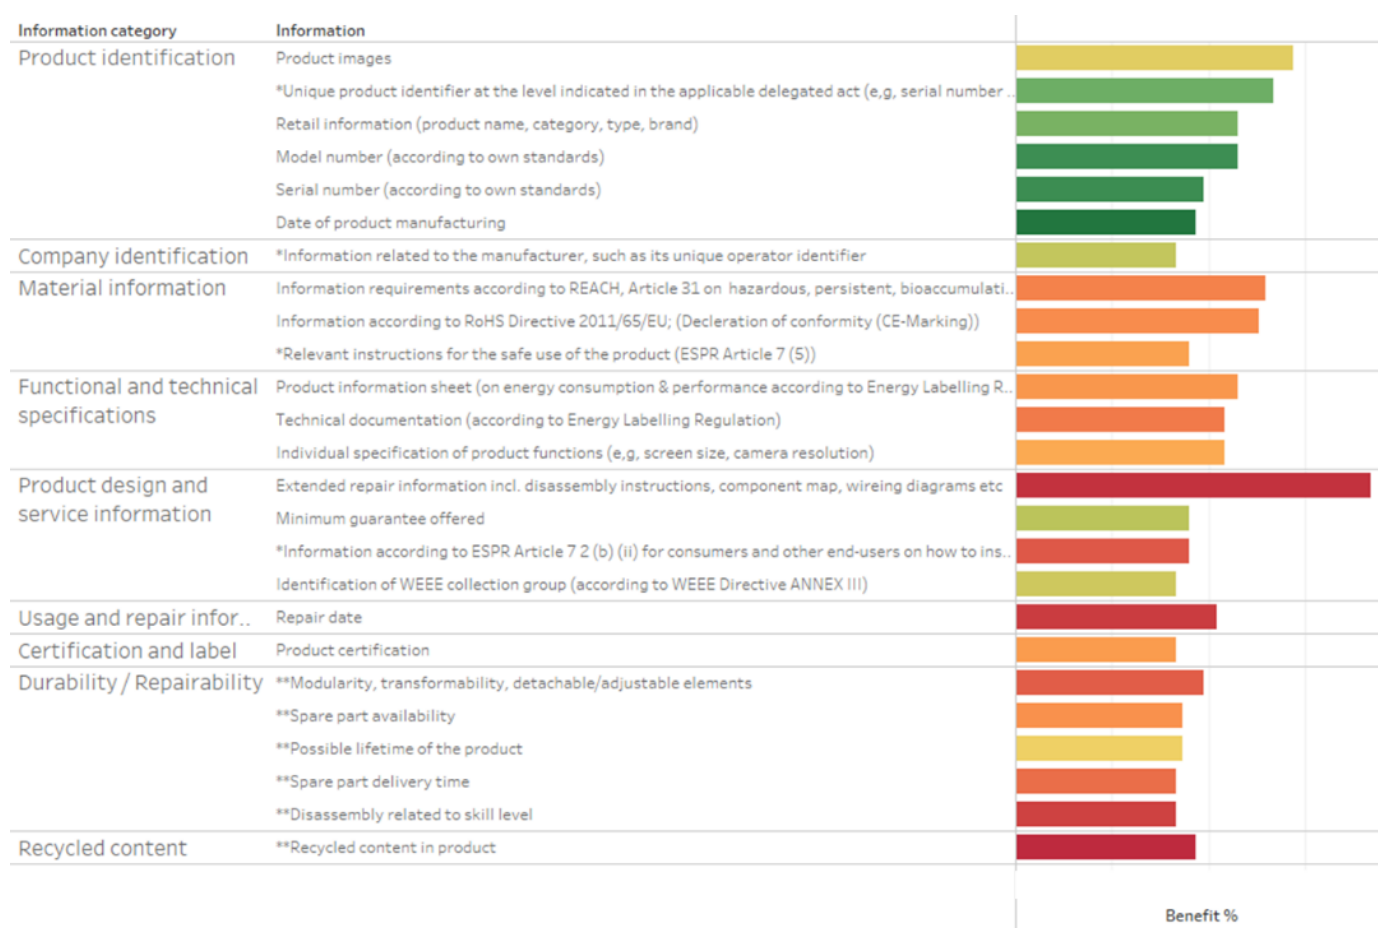 Information category Information
Product identification Product images
*Unique product identifier at the level indicated in the applicable delegated act (e,g, serial number ..
Retail information (product name, category, type, brand)
Model number (according to own standards)
Serial number (according to own standards)
Date of product manufacturing
Company identification *Information related to the manufacturer, such as its unique operator identifier
Material information Information requirements according to REACH, Article 31 on hazardous, persistent, bioaccumulati..
Information according to RoHS Directive 2011/65/EU; (Decleration of conformity (CE-Marking))
*Relevant instructions for the safe use of the product (ESPR Article 7 (5))
Functional and technical Product information sheet (on energy consumption & performance according to Energy Labelling R..
specifications Technical documentation (according to Energy Labelling Regulation)
Individual specification of product functions (e,g, screen size, camera resolution)
Product design and Extended repair information incl. disassembly instructions, component map, wireing diagrams etc
service information Minimum guarantee offered
*Information according to ESPR Article 7 2 (b) (ii) for consumers and other end-users on how to ins..
Identification of WEEE collection group (according to WEEE Directive ANNEX III)
Usage and repair infor.. Repair date
Certification and label Product certification
Durability / Repairability **Modularity, transformability, detachable/adjustable elements
**Spare part availability
**Possible lifetime of the product
**Spare part delivery time
**Disassembly related to skill level
Recycled content **Recycled content in product
Benefit %